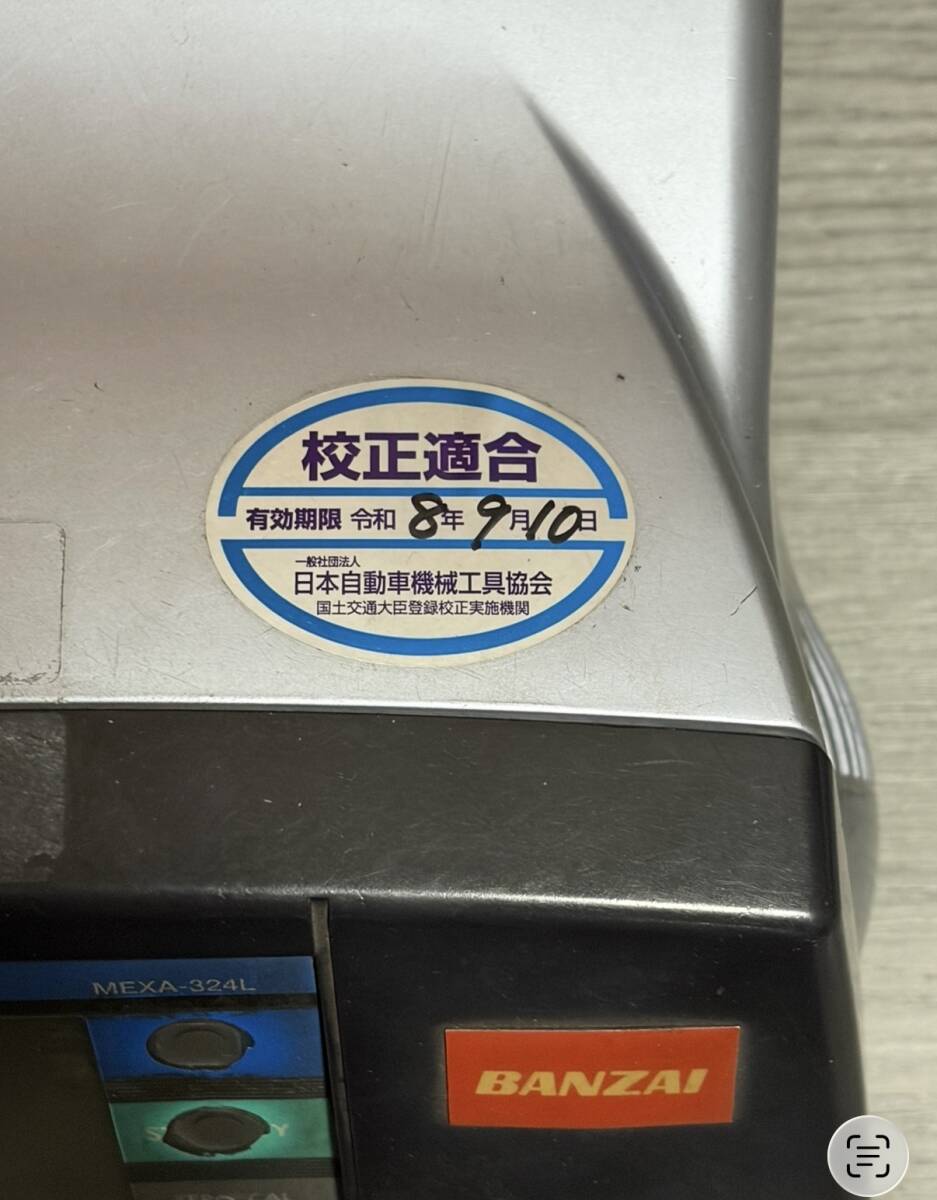 校正適合
有効期限 令和 8年 9月10日
一般社団法人
日本自動車機械工具協会
国土交通大臣登録校正実施機関
MEXA-324L
BANZAI